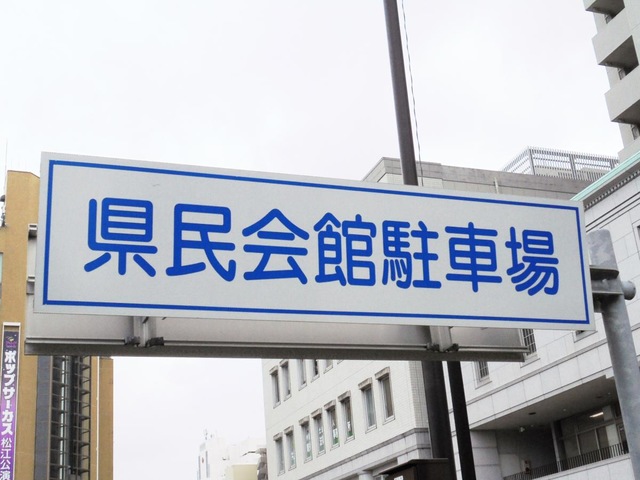 県民会館駐車場
ポップサーカス
松江公演